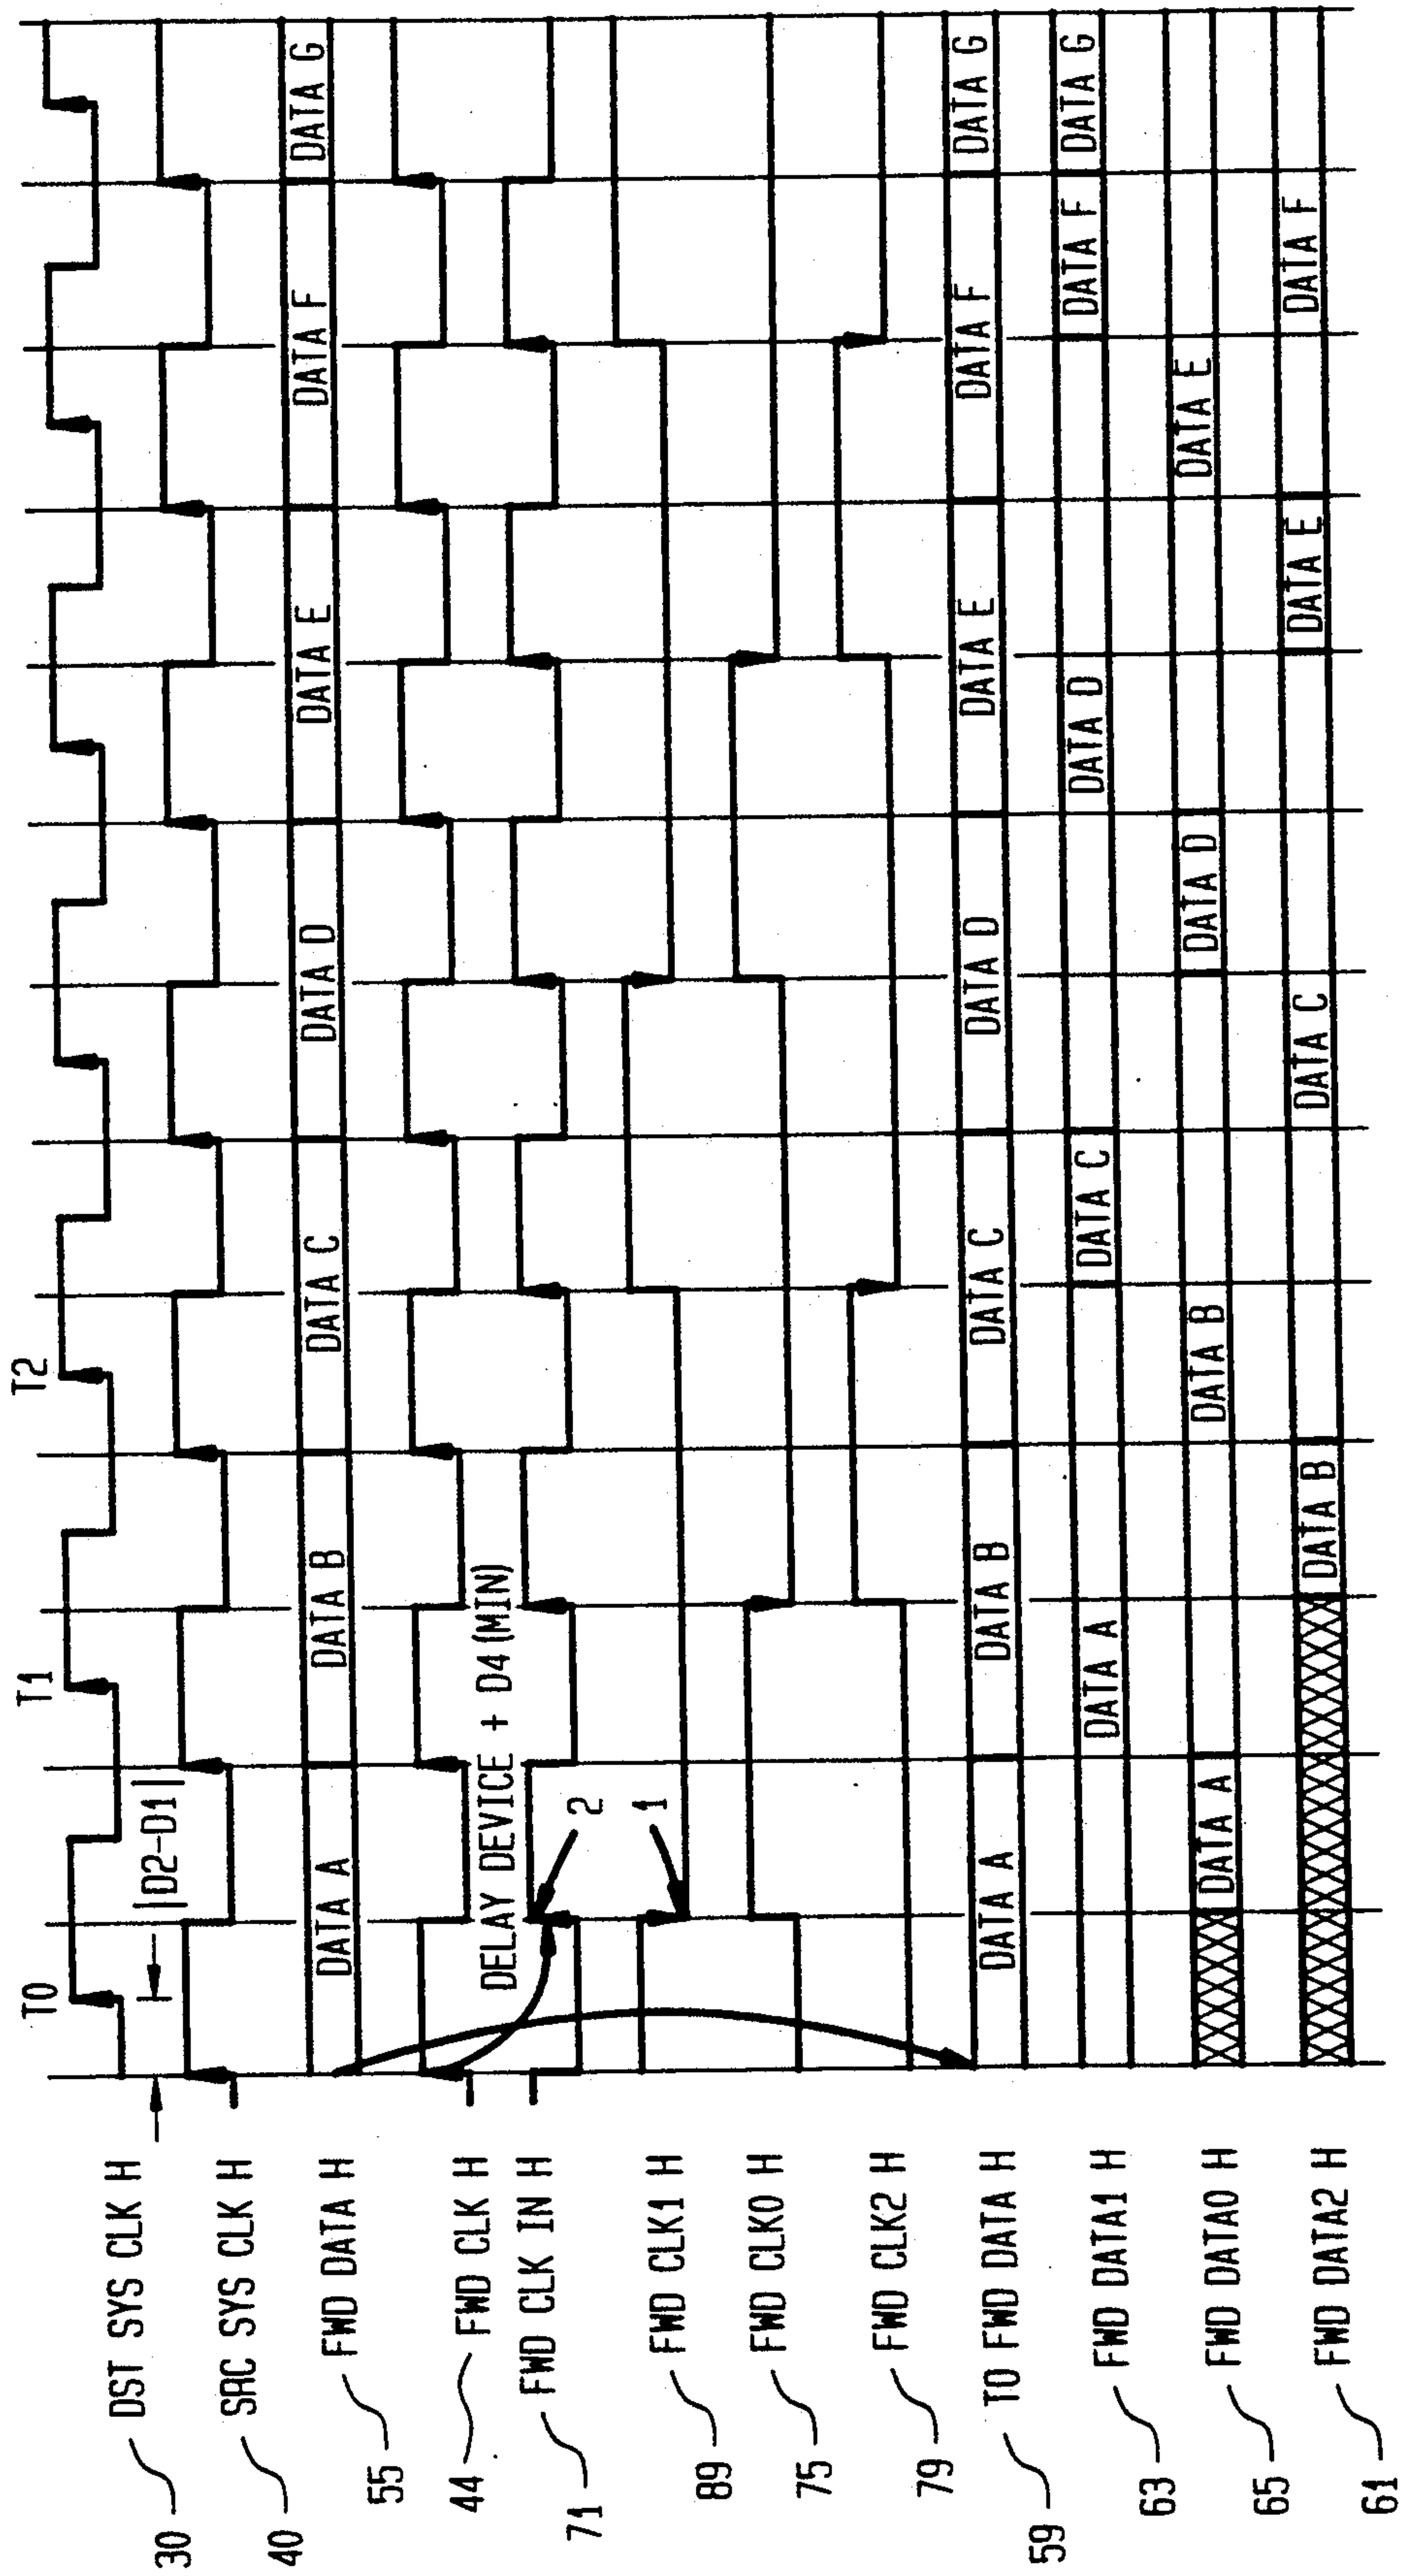 T0 T1 T2
30 DST SYS CLK H
|D2-D1|
40 SRC SYS CLK H
55 FWD DATA H DATA A DATA B DATA C DATA D DATA E DATA F DATA G
44 FWD CLK H
DELAY DEVICE + D4 (MIN)
71 FWD CLK IN H
2
1
89 FWD CLK1 H
75 FWD CLK0 H
79 FWD CLK2 H
59 TO FWD DATA H DATA A DATA B DATA C DATA D DATA E DATA F DATA G
63 FWD DATA1 H DATA A DATA C DATA D DATA F DATA G
65 FWD DATA0 H DATA A DATA B DATA D DATA E
61 FWD DATA2 H DATA B DATA C DATA E DATA F